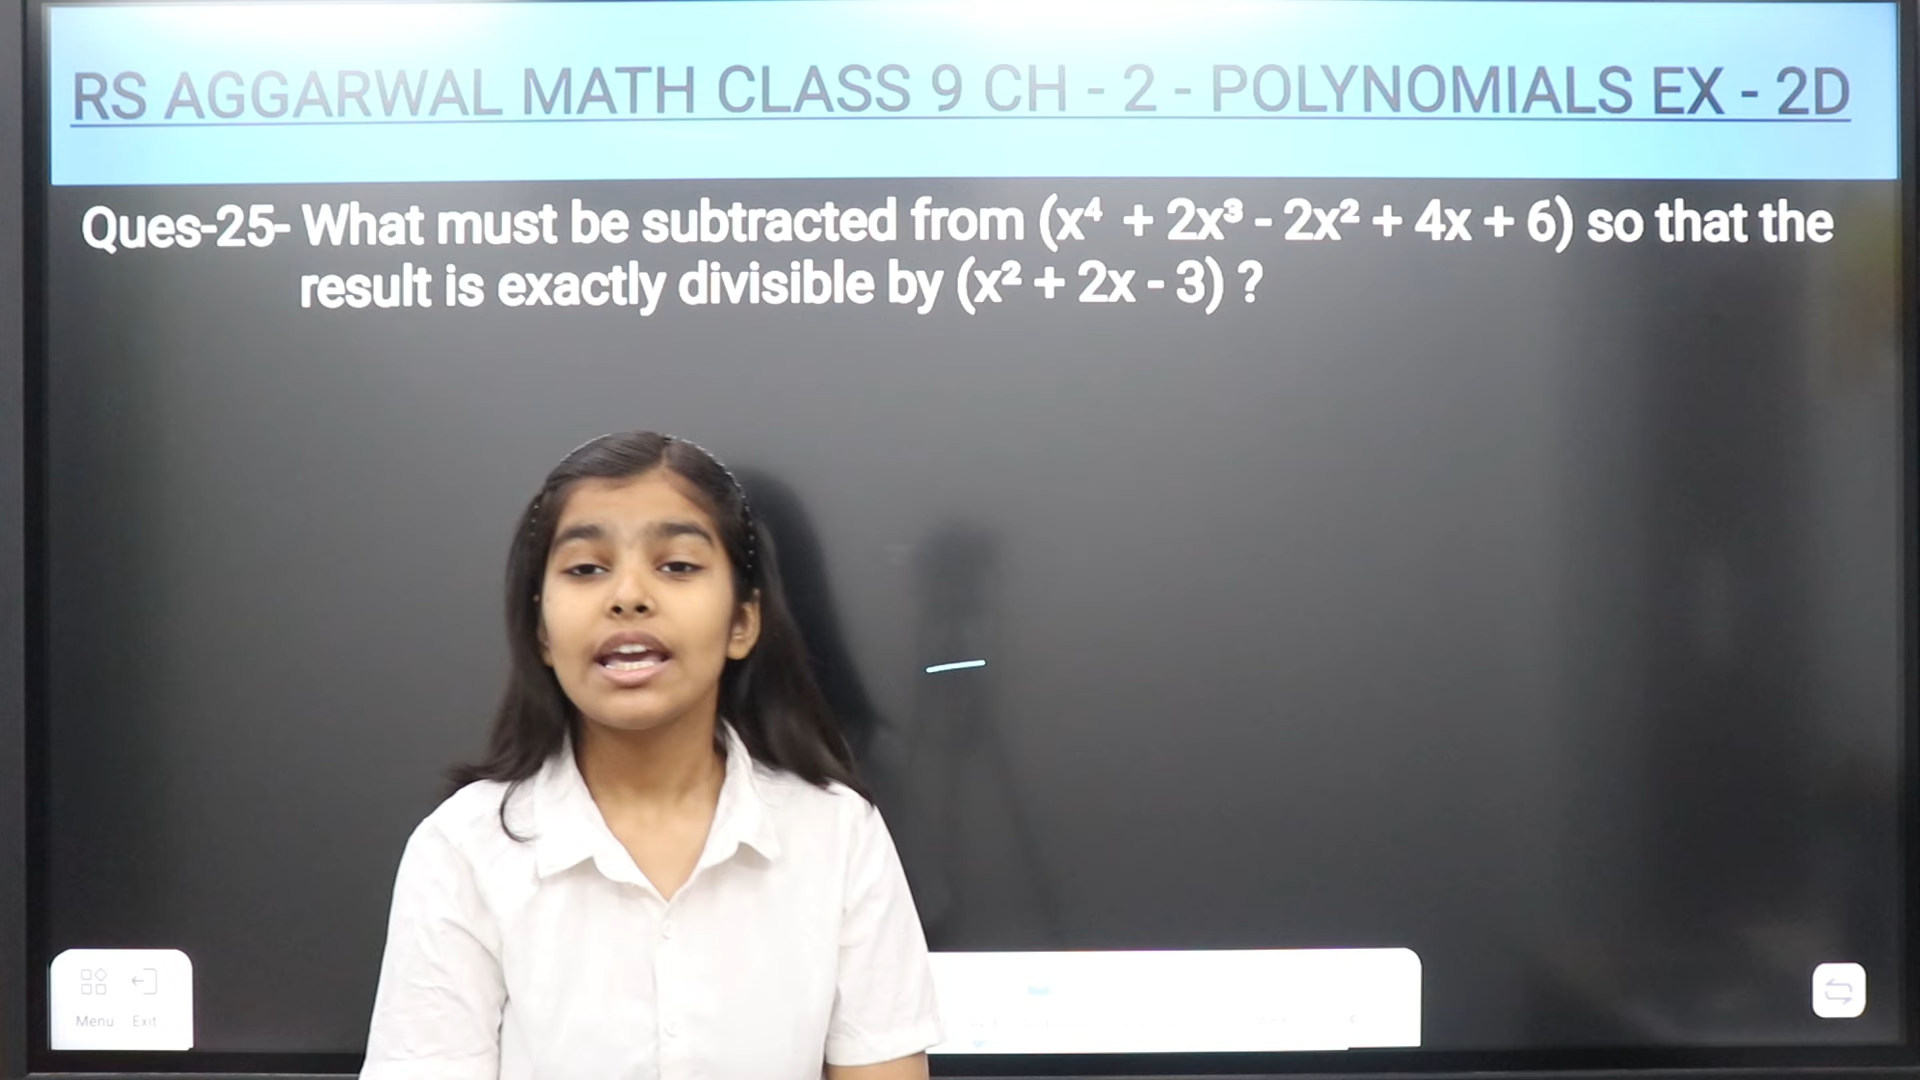 RS AGGARWAL MATH CLASS 9 CH - 2 - POLYNOMIALS EX - 2D
Ques-25- What must be subtracted from (x⁴ + 2x³ - 2x² + 4x + 6) so that the
result is exactly divisible by (x² + 2x - 3) ?
Menu Exit